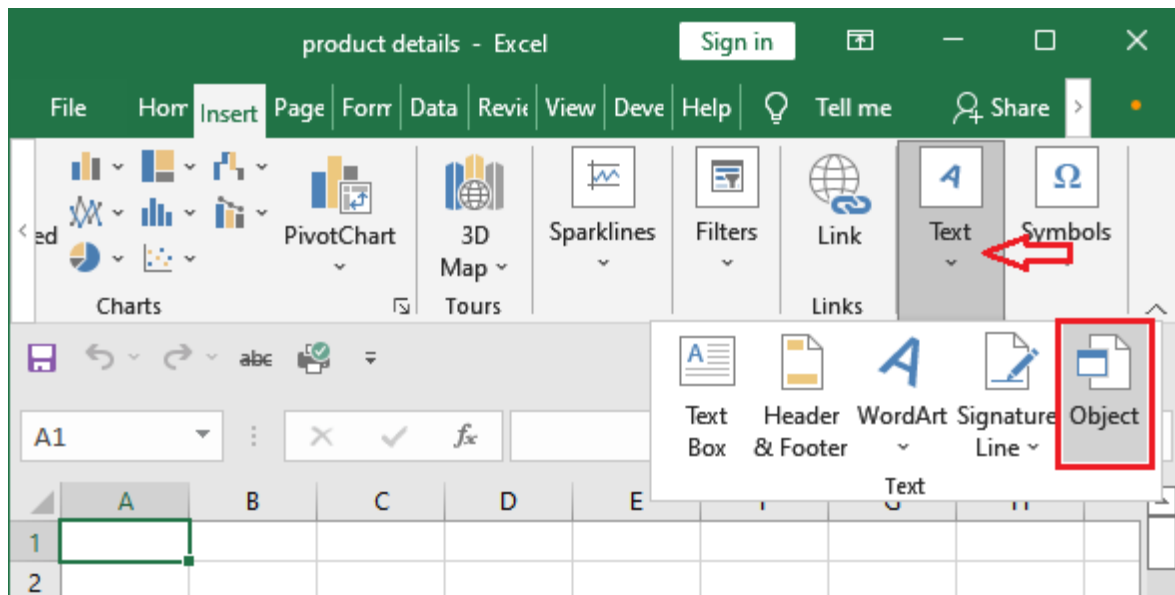 product details - Excel
Sign in
File Hom Insert Page Form Data Revie View Deve Help Tell me Share
ed
PivotChart
3D
Map
Sparklines
Filters
Link
Text
Symbols
Charts
Tours
Links
abc
Text
Box
Header
& Footer
WordArt
Signature
Line
Object
Text
A1
fx
A B C D E
1
2